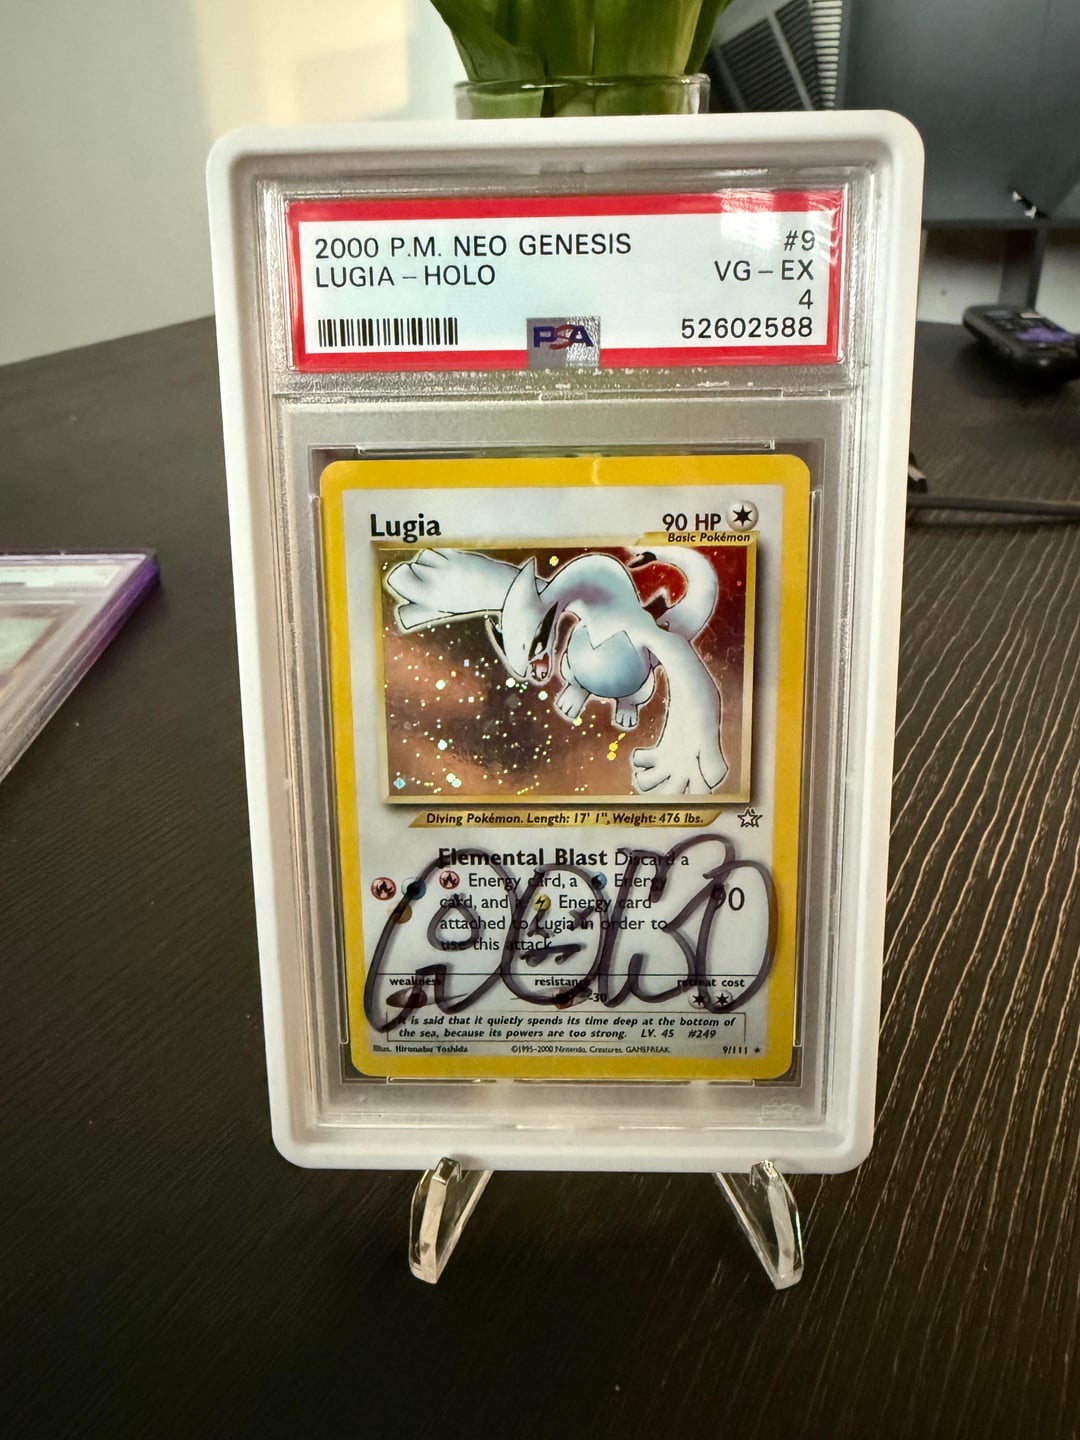 2000 P.M. NEO GENESIS #9
LUGIA – HOLO VG – EX
4
PSA 52602588
Lugia 90 HP
Basic Pokémon
Diving Pokémon. Length: 17' 1", Weight: 476 lbs.
Elemental Blast Discard a
Energy card, a Energy
card, and a Energy card
attached to Lugia in order to
use this attack.
90
weakness resistance retreat cost
-30
It is said that it quietly spends its time deep at the bottom of
the sea, because its powers are too strong. LV. 45 #249
Illus. Hironobu Yoshida ©1995-2000 Nintendo, Creatures, GAMEFREAK. 9/111 ★